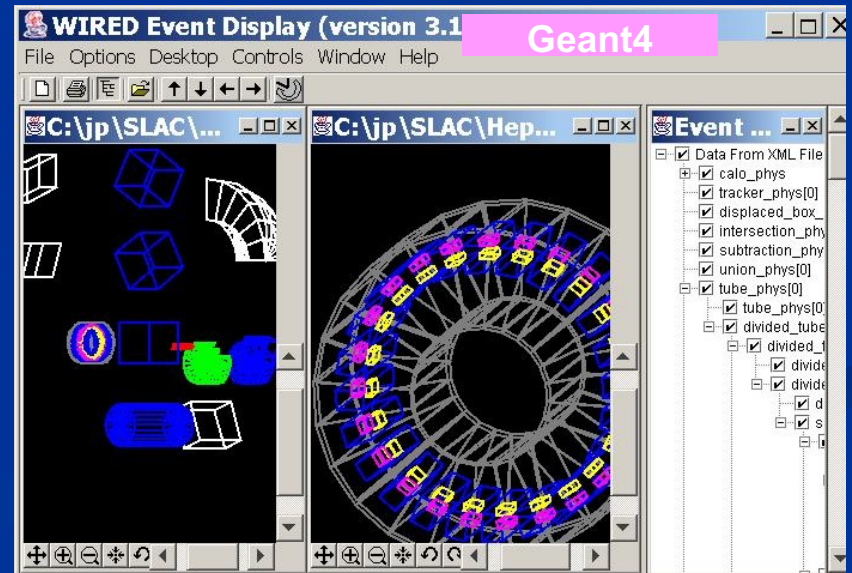 WIRED Event Display (version 3.1
Geant4
File Options Desktop Controls Window Help
C:\jp\SLAC\...
C:\jp\SLAC\Hep...
Event ...
Data From XML File
calo_phys
tracker_phys[0]
displaced_box_
intersection_phy
subtraction_phy
union_phys[0]
tube_phys[0]
tube_phys[0]
divided_tube
divided_t
divide
divide
d
s